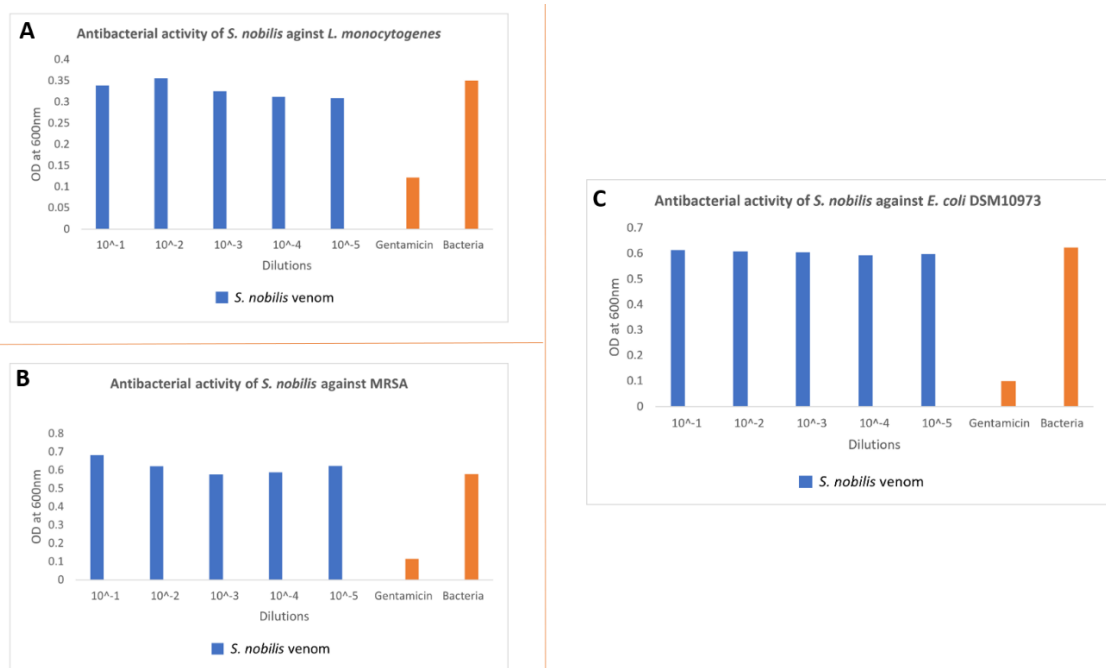 A
Antibacterial activity of S. nobilis aginst L. monocytogenes
OD at 600nm
0.4
0.35
0.3
0.25
0.2
0.15
0.1
0.05
0
10^-1 10^-2 10^-3 10^-4 10^-5 Gentamicin Bacteria
Dilutions
S. nobilis venom
B
Antibacterial activity of S. nobilis against MRSA
OD at 600nm
0.8
0.7
0.6
0.5
0.4
0.3
0.2
0.1
0
10^-1 10^-2 10^-3 10^-4 10^-5 Gentamicin Bacteria
Dilutions
S. nobilis venom
C
Antibacterial activity of S. nobilis against E. coli DSM10973
OD at 600nm
0.7
0.6
0.5
0.4
0.3
0.2
0.1
0
10^-1 10^-2 10^-3 10^-4 10^-5 Gentamicin Bacteria
Dilutions
S. nobilis venom